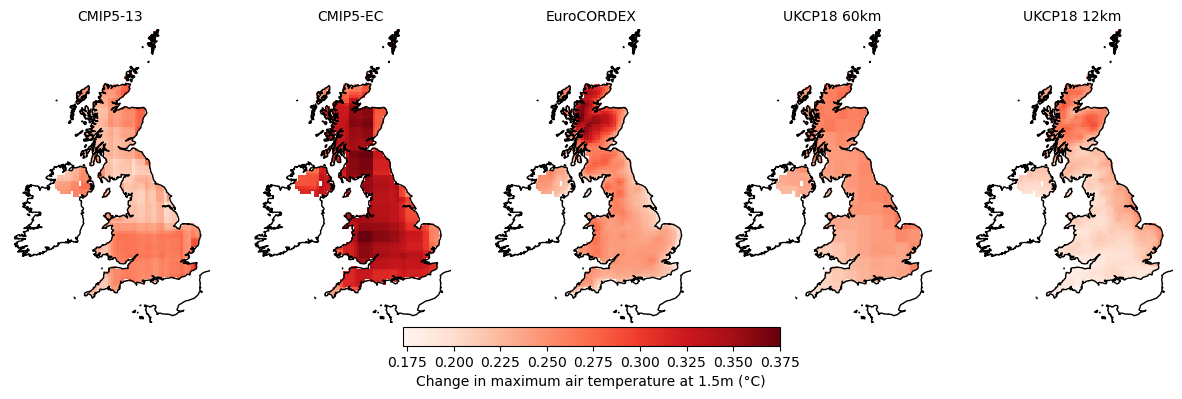 CMIP5-13 CMIP5-EC EuroCORDEX UKCP18 60km UKCP18 12km
0.175 0.200 0.225 0.250 0.275 0.300 0.325 0.350 0.375
Change in maximum air temperature at 1.5m (°C)